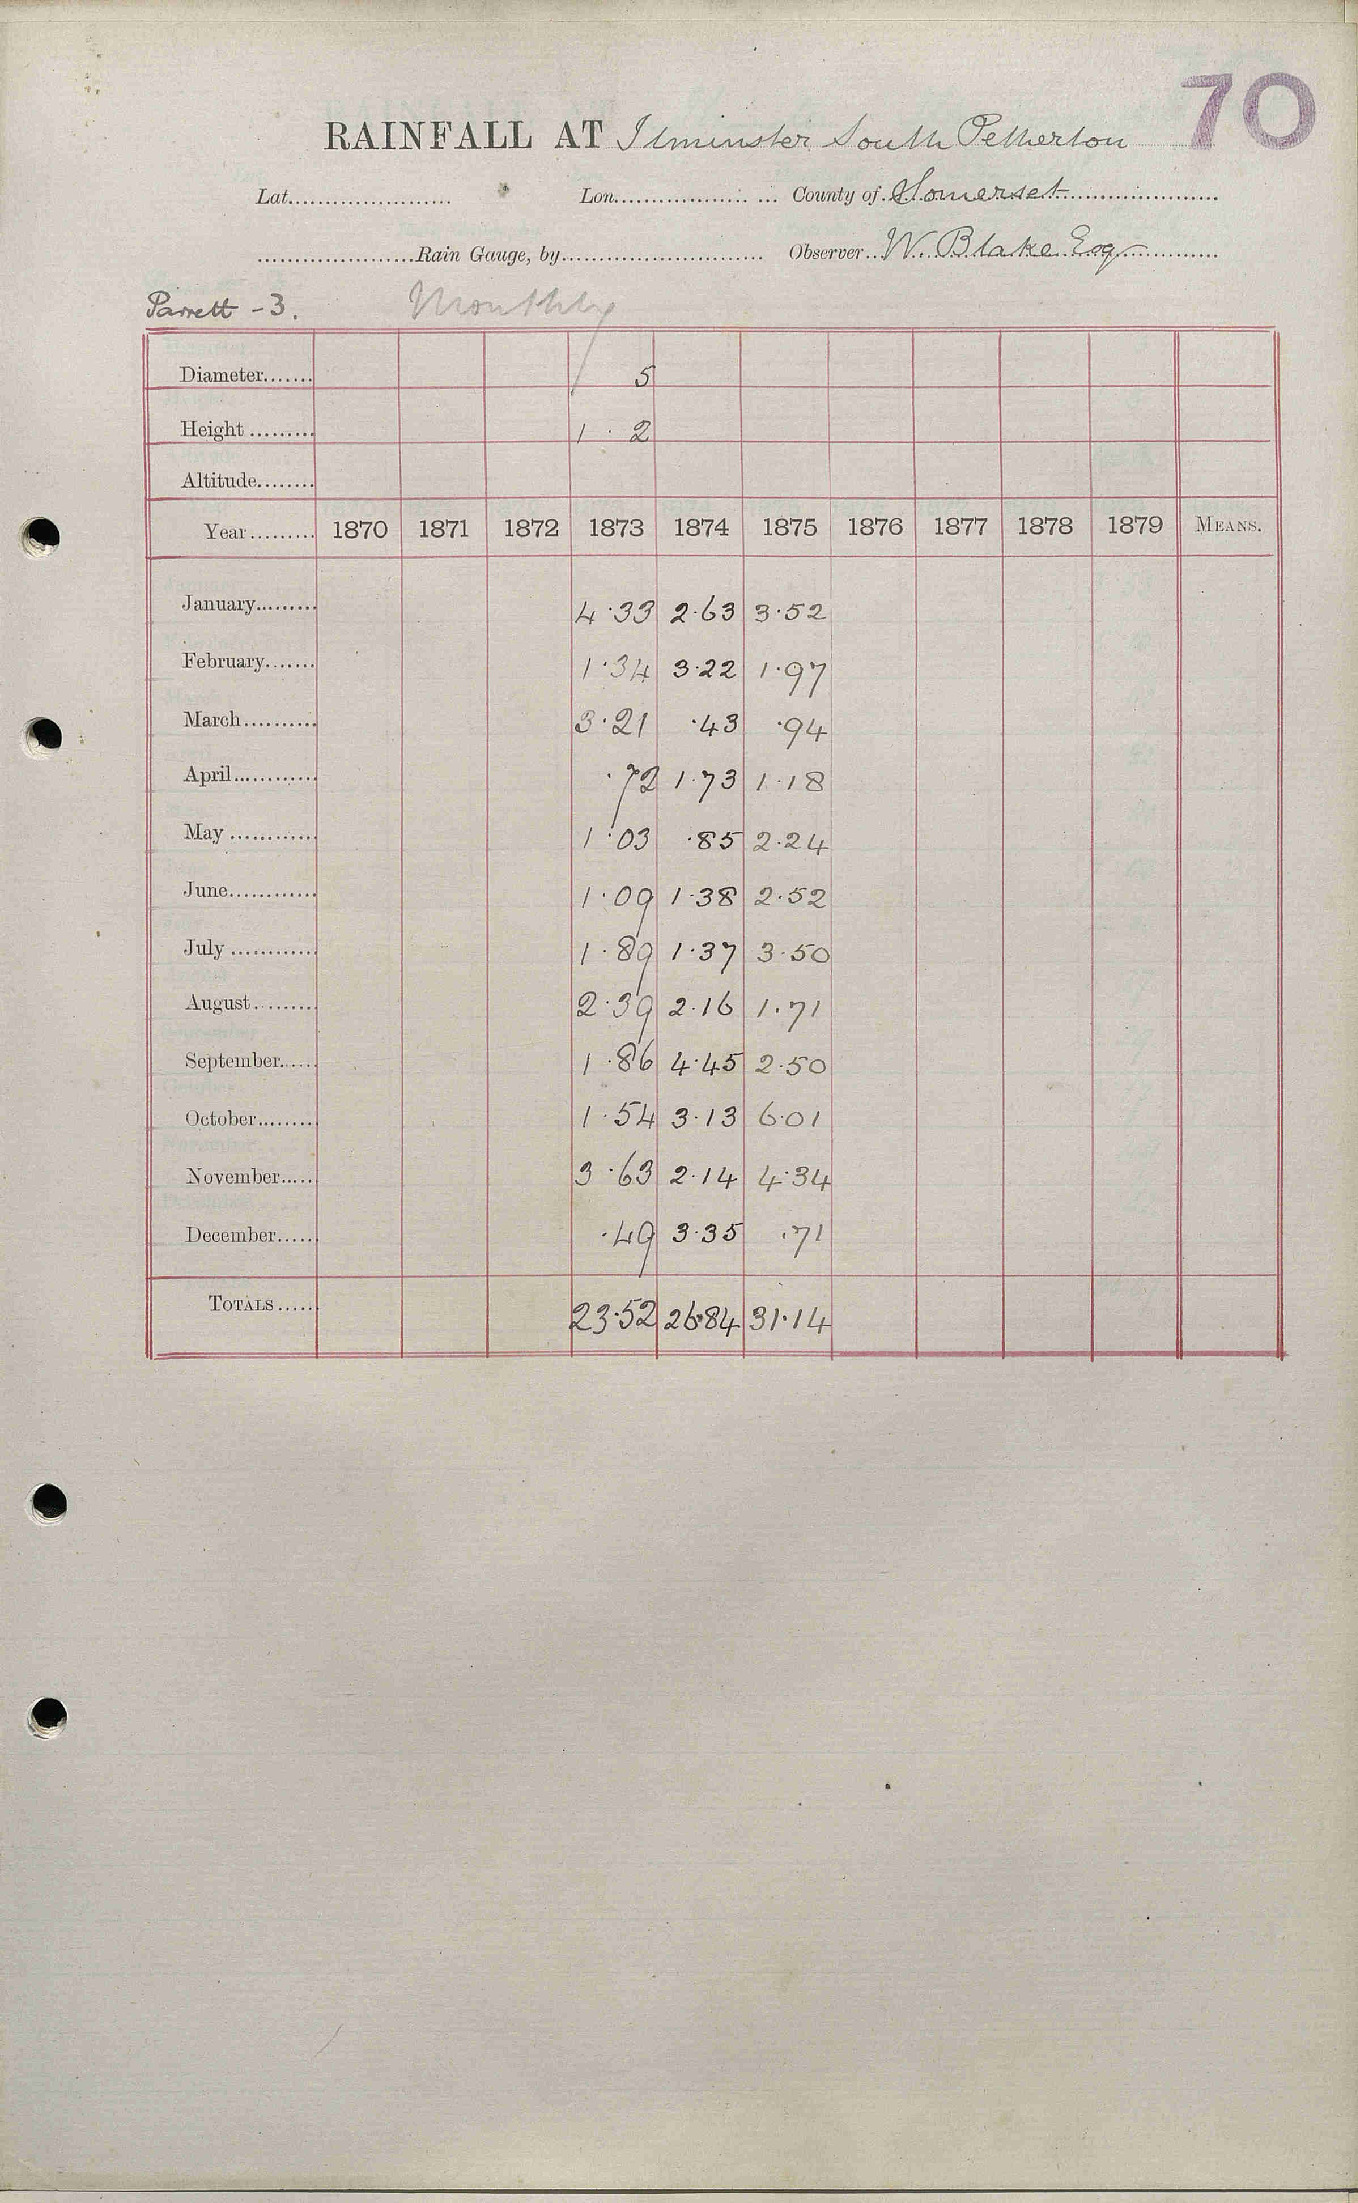 70
RAINFALL AT Ilminster South Petherton
Lat....................... Lon................... ... County of Somerset
.......................Rain Gauge, by............................. Observer.. W. Blake Esq
Parrett - 3. Monthly
Diameter....... 5
Height ......... 1 . 2
Altitude........
Year......... 1870 1871 1872 1873 1874 1875 1876 1877 1878 1879 MEANS.
January......... 4.33 2.63 3.52
February....... 1.34 3.22 1.97
March.......... 3.21 .43 .94
April............ .72 1.73 1.18
May ............ 1.03 .85 2.24
June............ 1.09 1.38 2.52
July ............ 1.89 1.37 3.50
August......... 2.39 2.16 1.71
September...... 1.86 4.45 2.50
October........ 1.54 3.13 6.01
November..... 3.63 2.14 4.34
December..... .49 3.35 .71
TOTALS..... 23.52 26.84 31.14